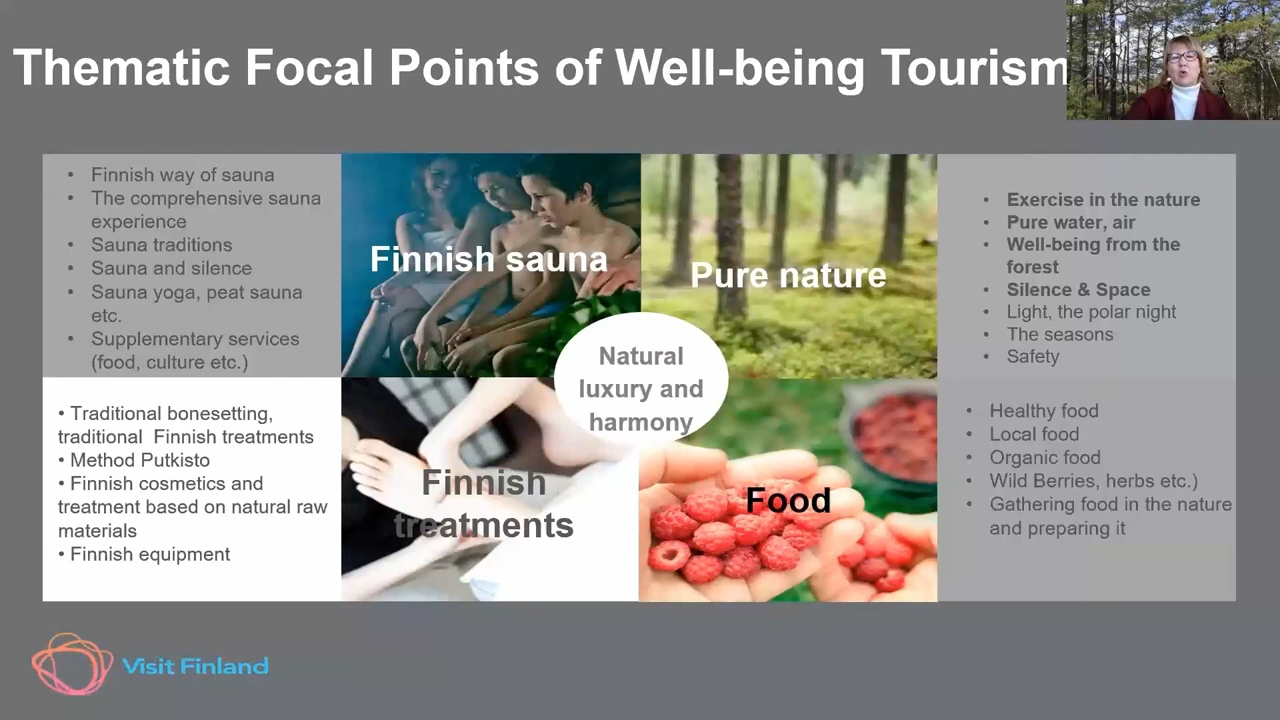 Thematic Focal Points of Well-being Tourism
• Finnish way of sauna
• The comprehensive sauna
experience
• Sauna traditions
• Sauna and silence
• Sauna yoga, peat sauna
etc.
• Supplementary services
(food, culture etc.)
Finnish sauna
Pure nature
• Exercise in the nature
• Pure water, air
• Well-being from the
forest
• Silence & Space
• Light, the polar night
• The seasons
• Safety
Natural
luxury and
harmony
• Traditional bonesetting,
traditional Finnish treatments
• Method Putkisto
• Finnish cosmetics and
treatment based on natural raw
materials
• Finnish equipment
Finnish
treatments
Food
• Healthy food
• Local food
• Organic food
• Wild Berries, herbs etc.)
• Gathering food in the nature
and preparing it
Visit Finland